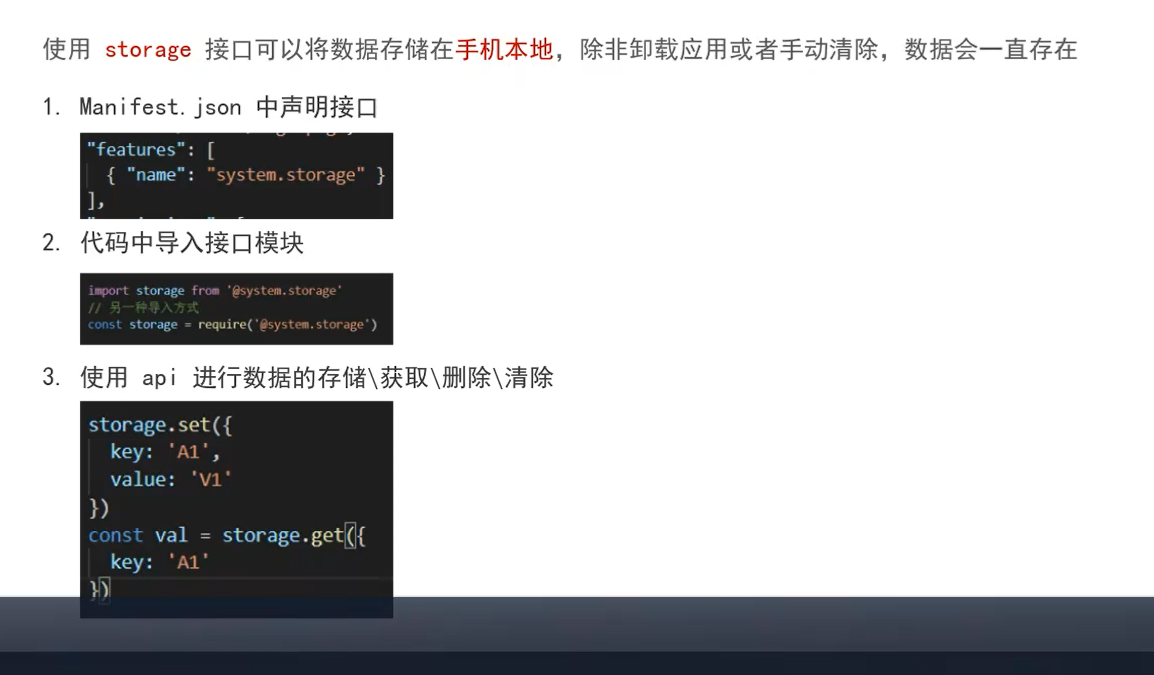 使用 storage 接口可以将数据存储在手机本地，除非卸载应用或者手动清除，数据会一直存在
1. Manifest.json 中声明接口
"features": [
{ "name": "system.storage" }
],
2. 代码中导入接口模块
import storage from '@system.storage'
// 另一种导入方式
const storage = require('@system.storage')
3. 使用 api 进行数据的存储\获取\删除\清除
storage.set({
key: 'A1',
value: 'V1'
})
const val = storage.get({
key: 'A1'
})